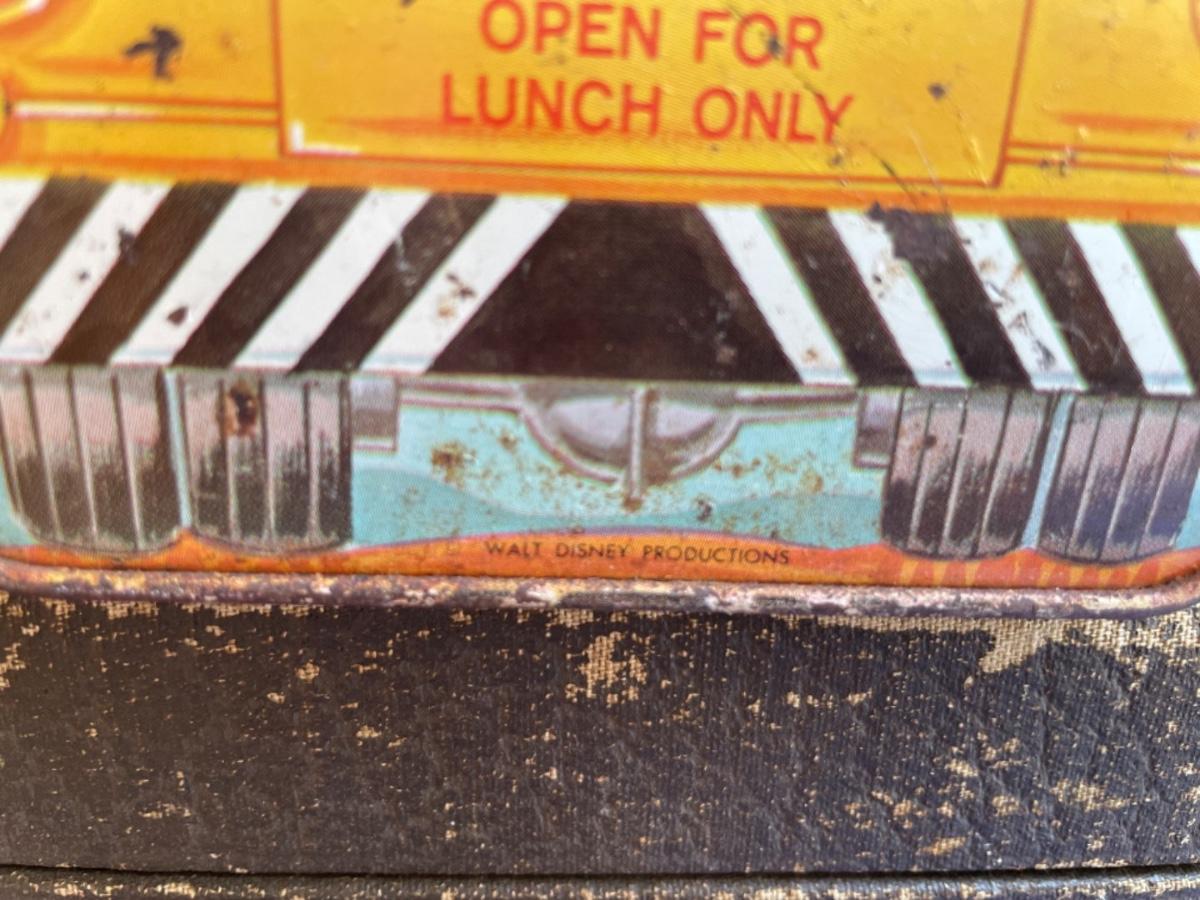 OPEN FOR
LUNCH ONLY
WALT DISNEY PRODUCTIONS